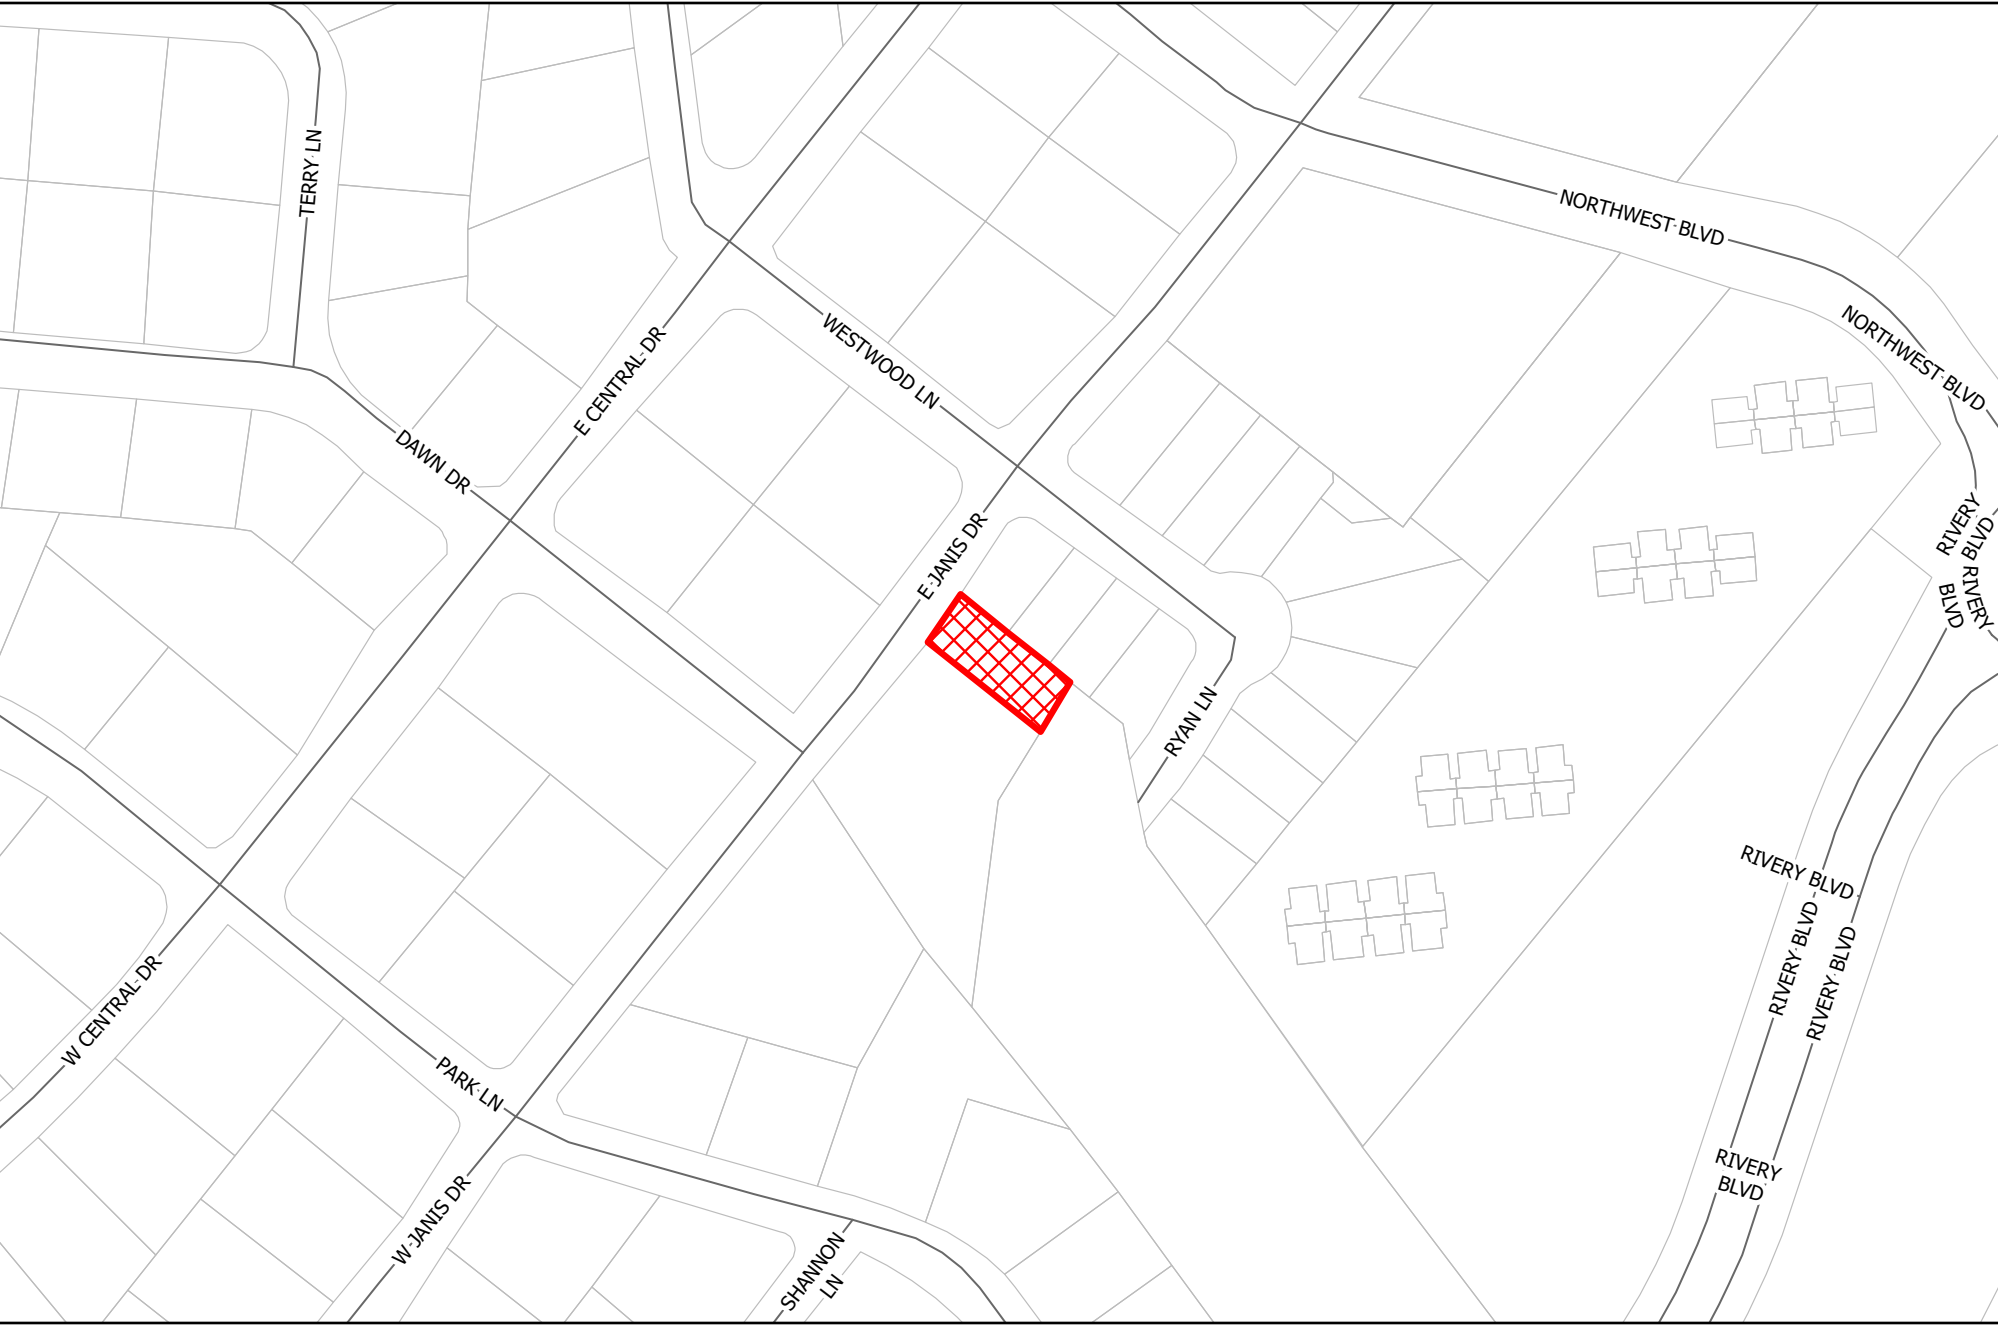 TERRY LN
NORTHWEST BLVD
NORTHWEST BLVD
E CENTRAL DR
WESTWOOD LN
DAWN DR
E JANIS DR
RIVERY
BLVD
RIVERY
BLVD
RYAN LN
RIVERY BLVD
RIVERY BLVD
RIVERY BLVD
W CENTRAL DR
PARK LN
RIVERY
BLVD
W JANIS DR
SHANNON
LN